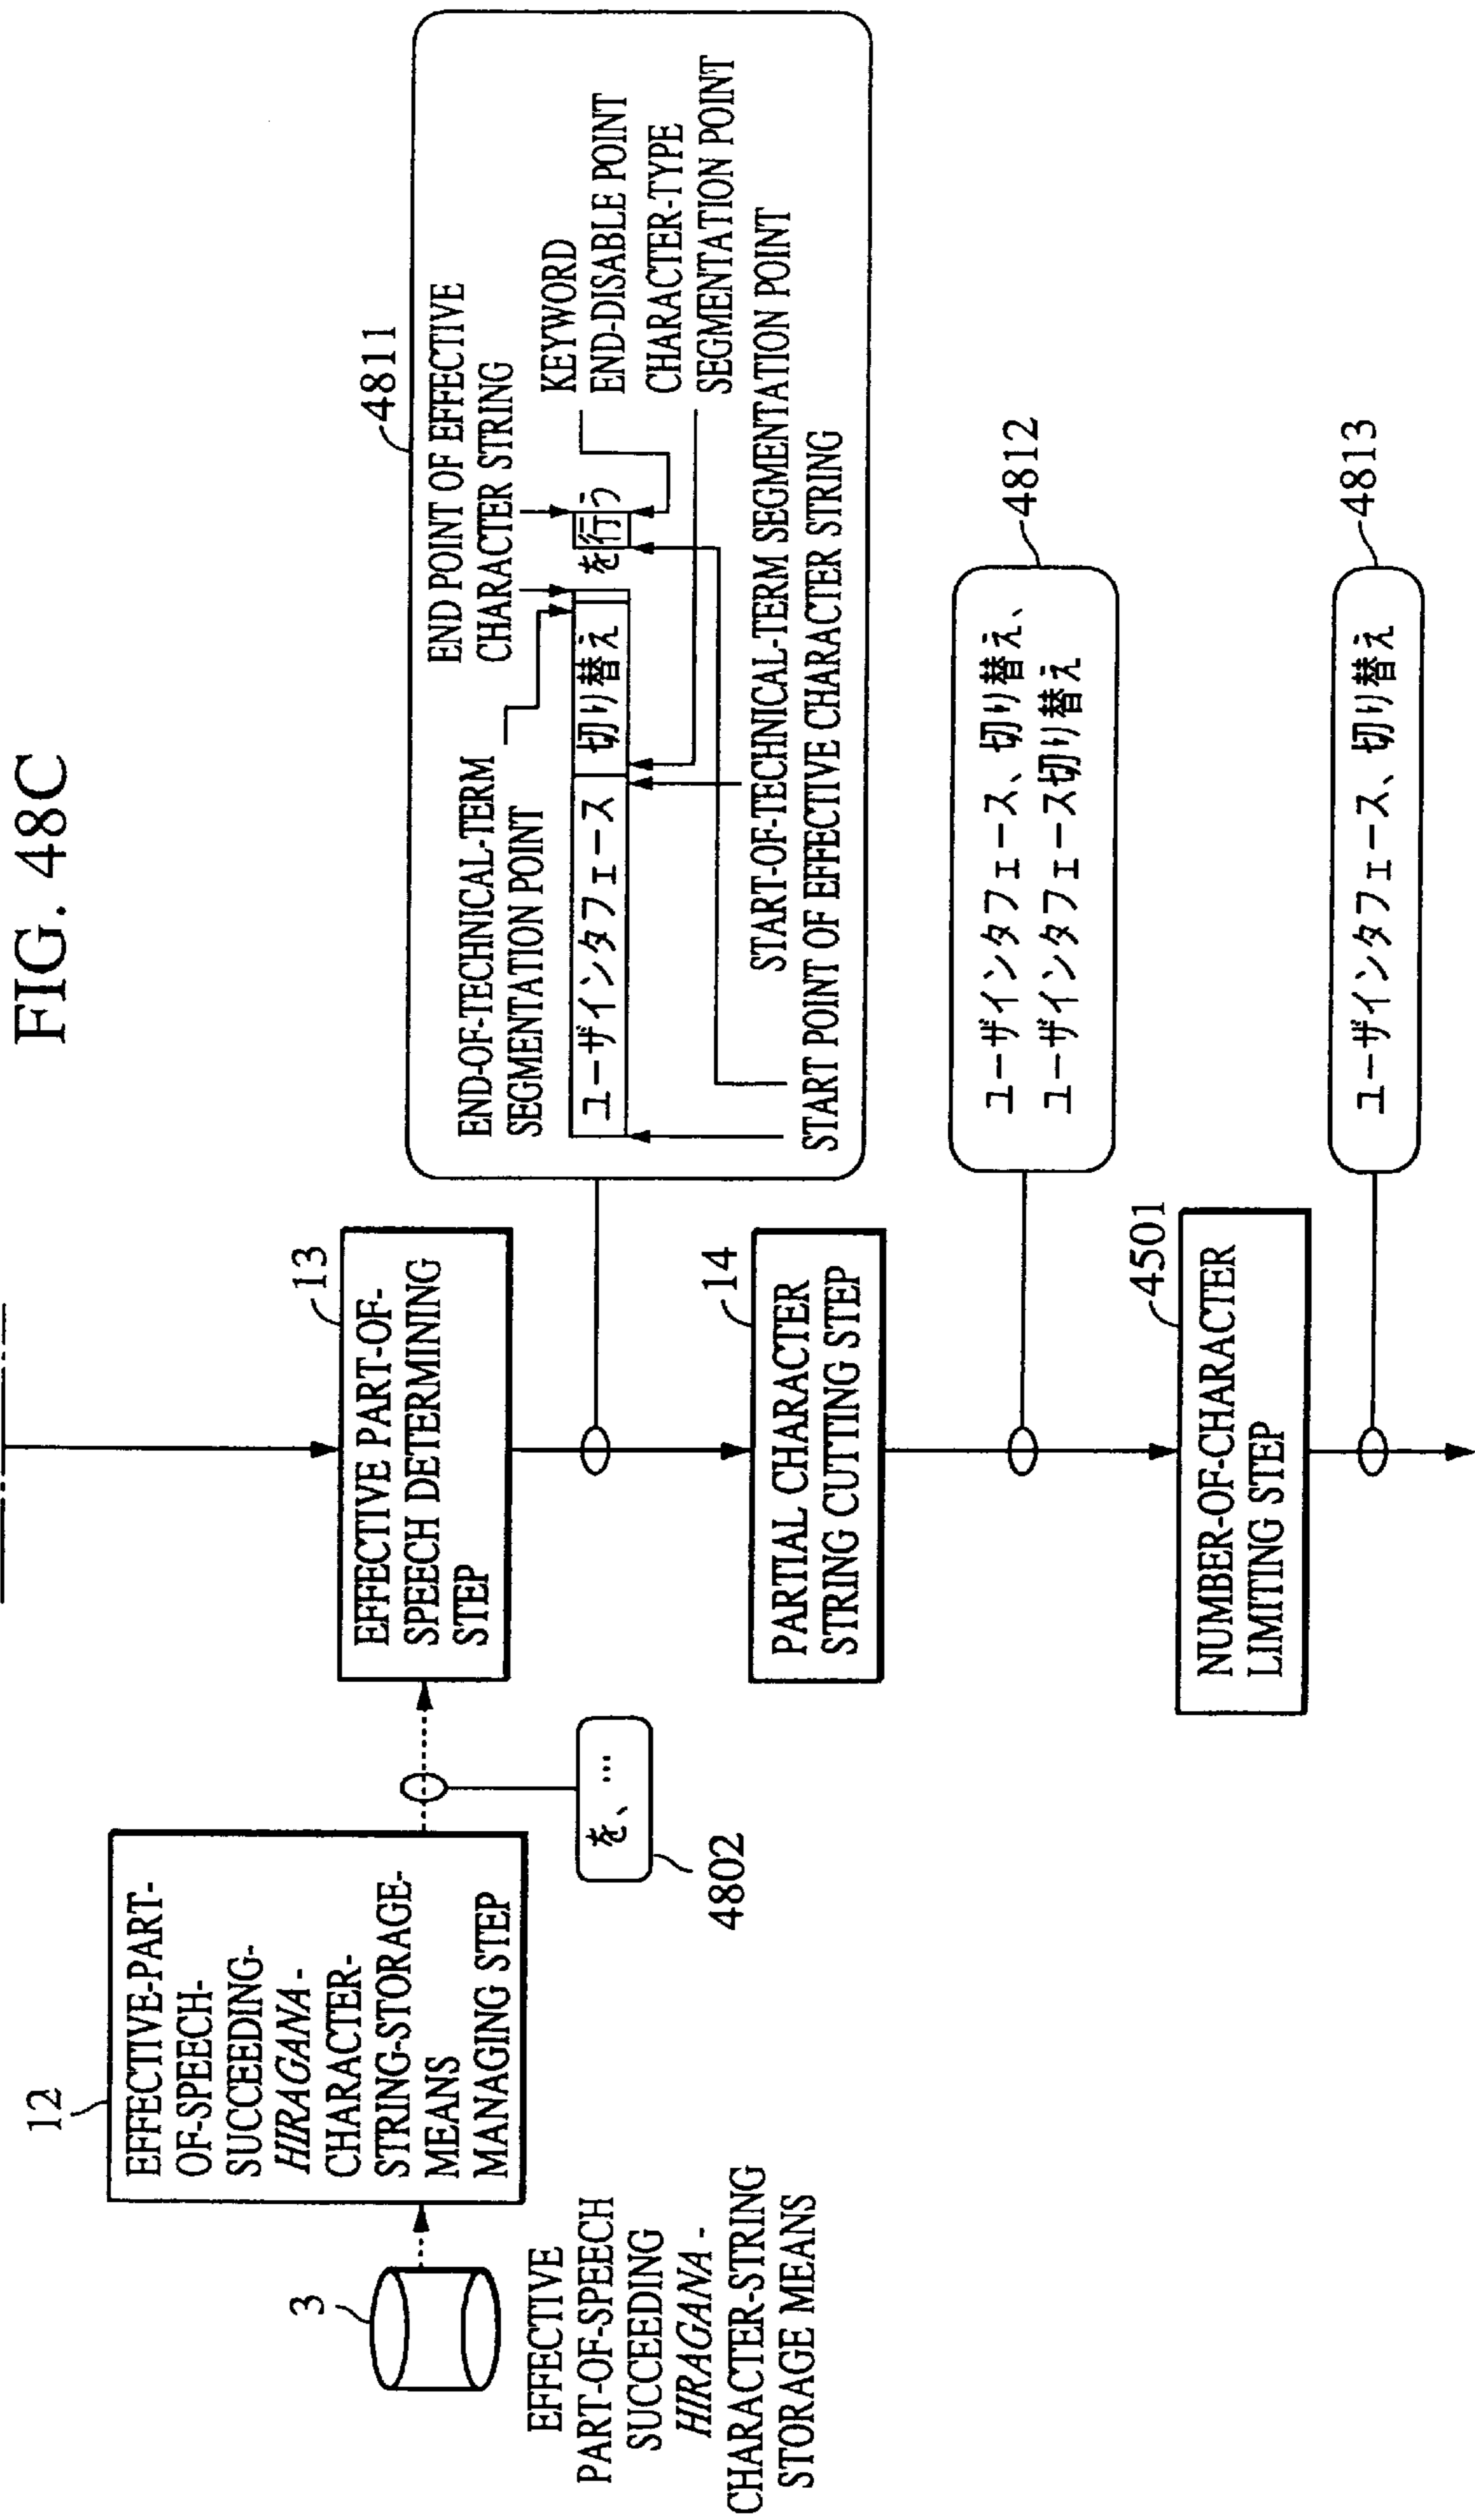 FIG. 48C
12
EFFECTIVE-PART-
OF-SPEECH-
SUCCEEDING-
HIRAGANA-
CHARACTER-
STRING-STORAGE-
MEANS
MANAGING STEP
3
EFFECTIVE
PART-OF-SPEECH
SUCCEEDING
HIRAGANA-
CHARACTER-STRING
STORAGE MEANS
を、…
4802
13
EFFECTIVE PART-OF-
SPEECH DETERMINING
STEP
4811
END POINT OF EFFECTIVE
CHARACTER STRING
END-OF-TECHNICAL-TERM
SEGMENTATION POINT
KEYWORD
END-DISABLE POINT
CHARACTER-TYPE
SEGMENTATION POINT
ユーザインタフェース切り替えを行う
START-OF-TECHNICAL-TERM SEGMENTATION POINT
START POINT OF EFFECTIVE CHARACTER STRING
14
PARTIAL CHARACTER
STRING CUTTING STEP
4812
ユーザインタフェース、切り替え、
ユーザインタフェース切り替え
4501
NUMBER-OF-CHARACTER
LIMITING STEP
4813
ユーザインタフェース、切り替え